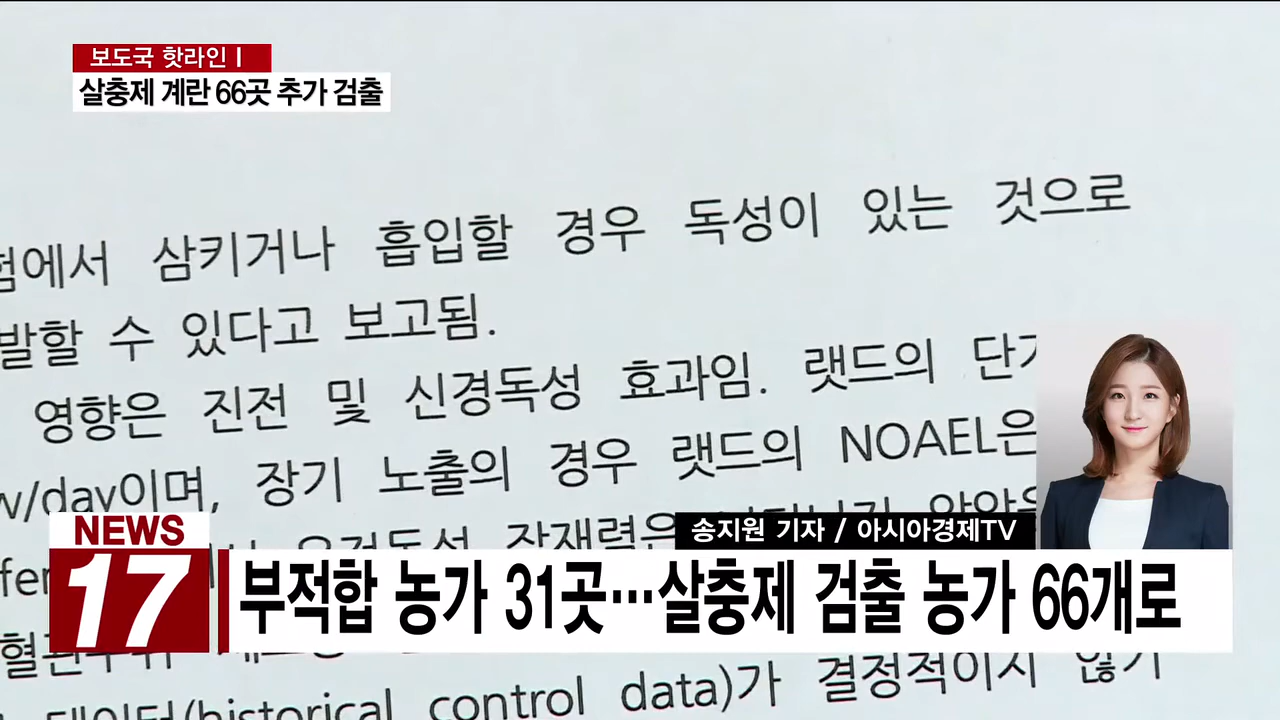 보도국 핫라인 I
살충제 계란 66곳 추가 검출
험에서 삼키거나 흡입할 경우 독성이 있는 것으로
발할 수 있다고 보고됨.
영향은 진전 및 신경독성 효과임. 랫드의
w/day이며, 장기 노출의 경우 랫드의 NOAEL은
송지원 기자 / 아시아경제TV
NEWS
17
부적합 농가 31곳…살충제 검출 농가 66개로
데이터(historical control data)가 결정적이지 않기